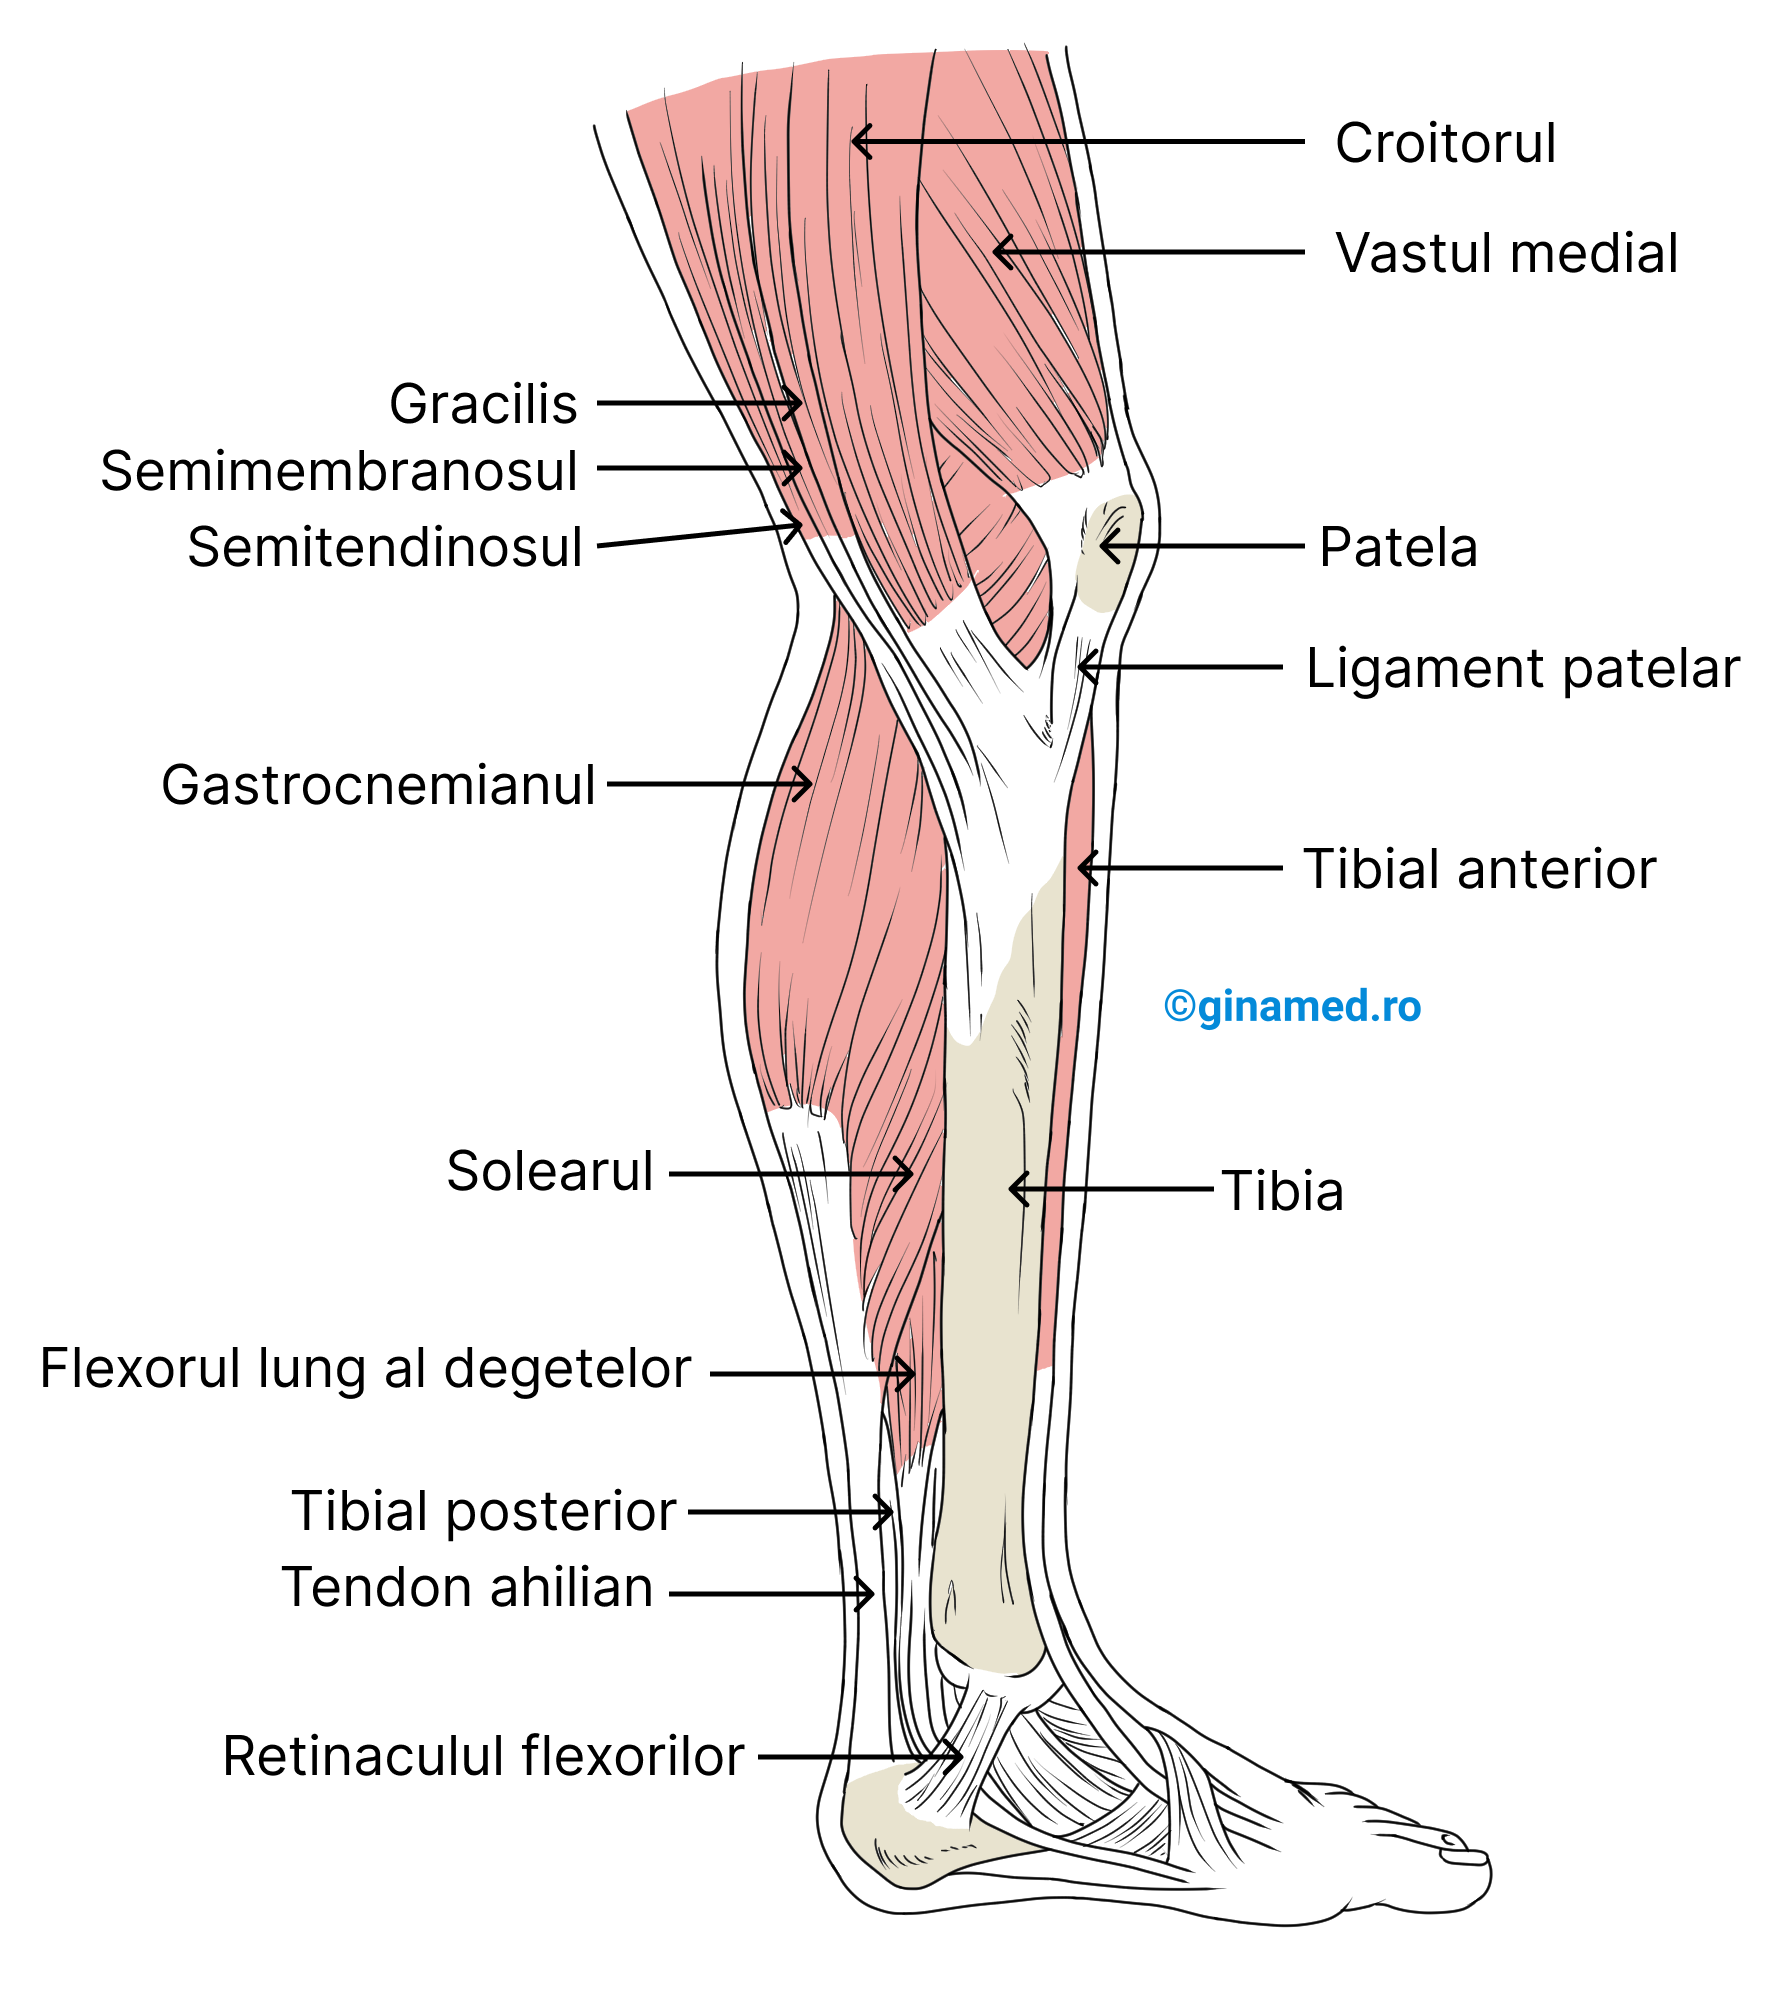 Croitorul
Vastul medial
Gracilis
Semimembranosul
Semitendinosul
Patela
Ligament patelar
Gastrocnemianul
Tibial anterior
©ginamed.ro
Solearul
Tibia
Flexorul lung al degetelor
Tibial posterior
Tendon ahilian
Retinaculul flexorilor